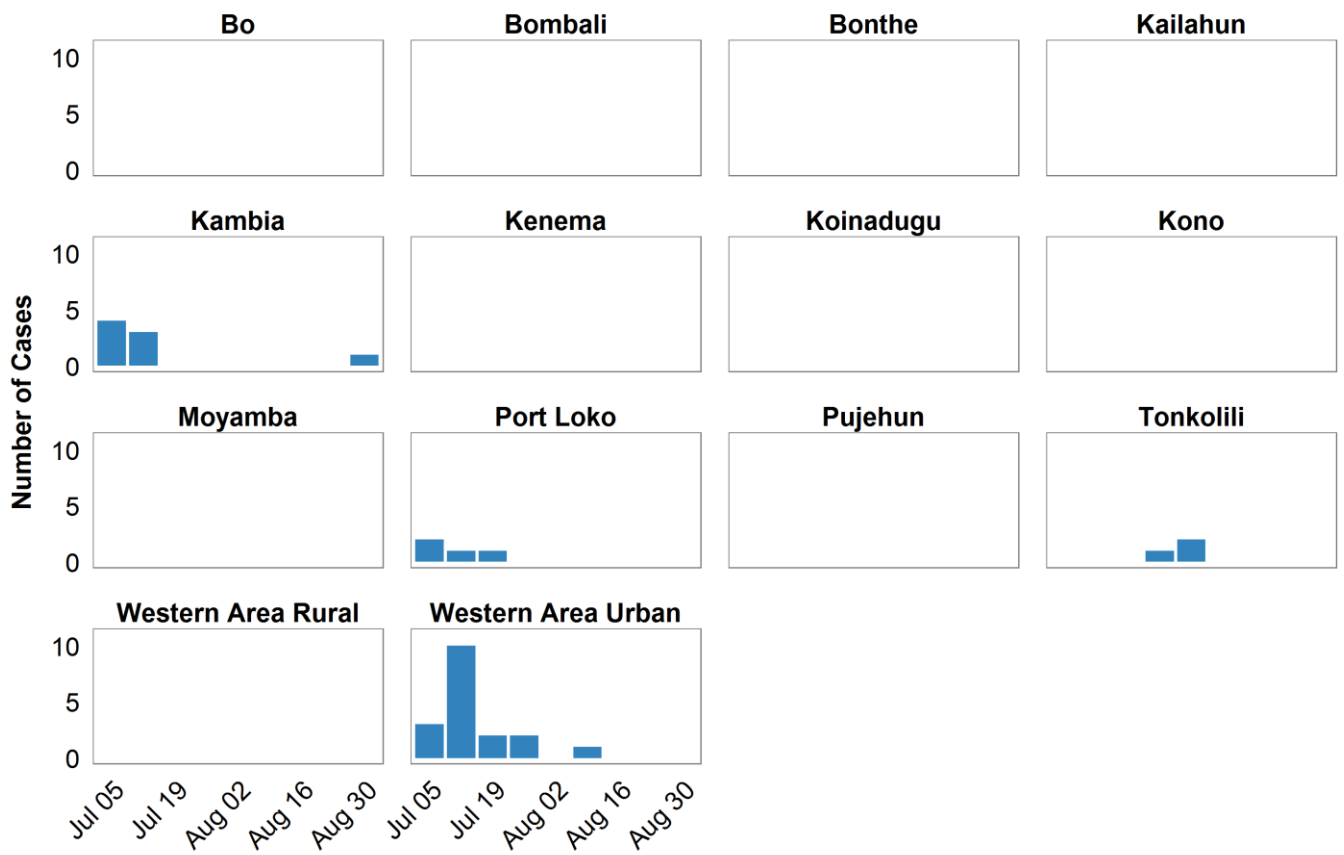 Bo Bombali Bonthe Kailahun
10
5
0
Kambia Kenema Koinadugu Kono
10
5
0
Number of Cases
Moyamba Port Loko Pujehun Tonkolili
10
5
0
Western Area Rural Western Area Urban
10
5
0
Jul 05 Jul 19 Aug 02 Aug 16 Aug 30 Jul 05 Jul 19 Aug 02 Aug 16 Aug 30